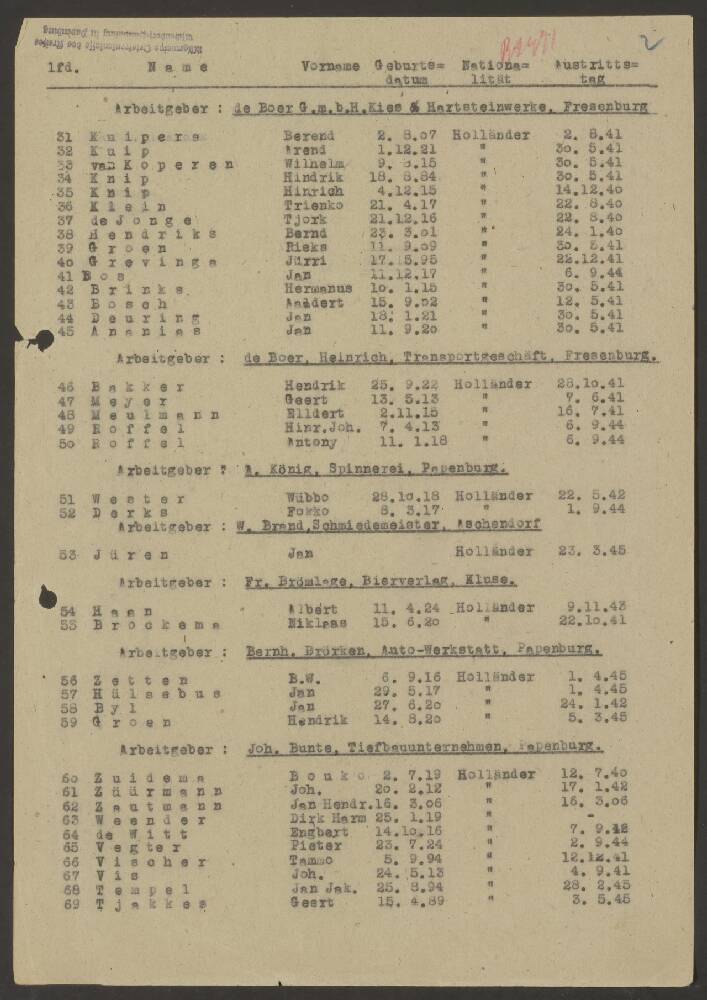 2
lfd. Name Vorname Geburts= Nationa= Austritts=
datum lität tag
Arbeitgeber : de Boer G.m.b.H.Kies & Hartsteinwerke, Fresenburg
31 Kuipers Berend 2. 8.07 Holländer 2. 8.41
32 Kuip Arend 1.12.21 " 30. 5.41
33 van Koperen Wilhelm 9. 3.15 " 30. 5.41
34 Knip Hindrik 18. 8.84 " 30. 5.41
35 Knip Hinrich 4.12.15 " 14.12.40
36 Klein Trienko 21. 4.17 " 22. 8.40
37 de Jonge Tjork 21.12.16 " 22. 8.40
38 Hendriks Bernd 23. 3.01 " 24. 1.40
39 Groen Rieks 11. 9.09 " 30. 5.41
40 Grevinga Jürri 17. 5.95 " 22.12.41
41 Bos Jan 11.12.17 " 6. 9.44
42 Brinks Hermanus 10. 1.15 " 30. 5.41
43 Bosch Aaldert 15. 9.02 " 12. 5.41
44 Deuring Jan 18. 1.21 " 30. 5.41
45 Ananias Jan 11. 9.20 " 30. 5.41
Arbeitgeber : de Boer, Heinrich, Transportgeschäft, Fresenburg.
46 Bakker Hendrik 25. 9.22 Holländer 28.10.41
47 Meyer Geert 13. 5.13 " 7. 6.41
48 Meulmann Elldert 2.11.15 " 16. 7.41
49 Roffel Hinr.Joh. 7. 4.13 " 6. 9.44
50 Roffel Antony 11. 1.18 " 6. 9.44
Arbeitgeber : A. König, Spinnerei, Papenburg.
51 Wester Wübbo 28.10.18 Holländer 22. 5.42
52 Derks Fokko 8. 3.17 " 1. 9.44
Arbeitgeber : W. Brand,Schmiedemeister, Aschendorf
53 Jüren Jan Holländer 23. 3.45
Arbeitgeber : Fr. Brömlage, Bierverlag, Kluse.
54 Haan Albert 11. 4.24 Holländer 9.11.43
55 Brockema Niklaas 15. 6.20 " 22.10.41
Arbeitgeber : Bernh. Brörken, Auto-Werkstatt, Papenburg.
56 Zetten B.W. 6. 9.16 Holländer 1. 4.45
57 Hülsebus Jan 29. 5.17 " 1. 4.45
58 Byl Jan 27. 6.20 " 24. 1.42
59 Groen Hendrik 14. 8.20 " 5. 3.45
Arbeitgeber : Joh. Bunte, Tiefbauunternehmen, Papenburg.
60 Zuidema Bouko 2. 7.19 Holländer 12. 7.40
61 Züürmann Joh. 20. 2.12 " 17. 1.42
62 Zautmann Jan Hendr.16. 3.06 " 16. 3.06
63 Weender Dirk Harm 25. 1.19 " -
64 de Witt Engbert 14.10.16 " 7. 9.42
65 Vegter Pieter 23. 7.24 " 2. 9.44
66 Vischer Tammo 5. 9.94 " 12.12.41
67 Vis Joh. 24. 5.13 " 4. 9.41
68 Tempel Jan Jak. 25. 8.94 " 28. 2.45
69 Tjakkes Geert 15. 4.89 " 3. 5.45